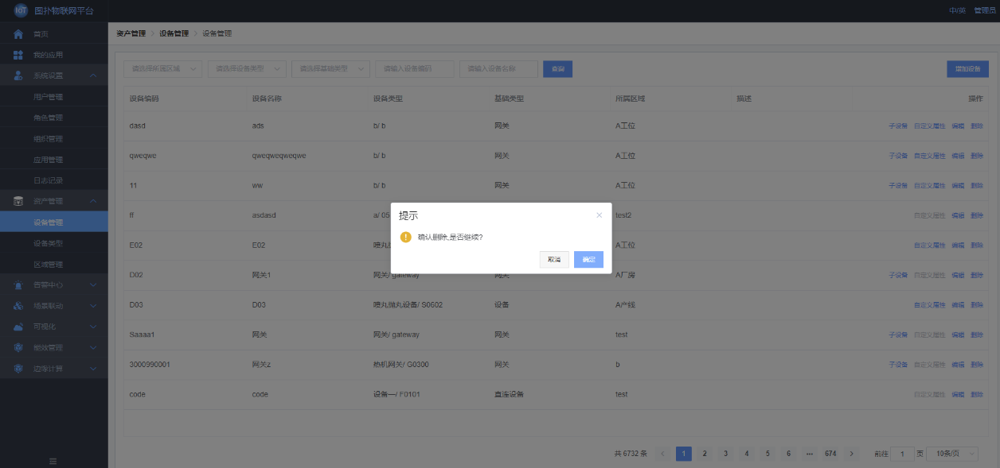 IOT 图扑物联网平台
中/英 管理员
首页
我的应用
系统设置
用户管理
角色管理
组织管理
应用管理
日志记录
资产管理
设备管理
设备类型
区域管理
告警中心
场景联动
可视化
能效管理
边缘计算
资产管理 > 设备管理 > 设备管理
请选择所属区域 请选择设备类型 请选择基础类型 请输入设备编码 请输入设备名称 查询 增加设备
设备编码 设备名称 设备类型 基础类型 所属区域 描述 操作
dasd ads b/ b 网关 A工位 子设备 自定义属性 编辑 删除
qweqwe qweqweqweqwe b/ b 网关 A工位 子设备 自定义属性 编辑 删除
11 ww b/ b 网关 A工位 子设备 自定义属性 编辑 删除
ff asdasd a/ 05 test2 自定义属性 编辑 删除
E02 E02 喷丸 A工位 自定义属性 编辑 删除
D02 网关1 网关/ gateway 网关 A厂房 子设备 自定义属性 编辑 删除
D03 D03 喷丸抛丸设备/ S0602 设备 A产线 自定义属性 编辑 删除
Saaaa1 网关 网关/ gateway 网关 test 子设备 自定义属性 编辑 删除
3000990001 网关z 热机网关/ G0300 网关 b 子设备 自定义属性 编辑 删除
code code 设备一/ F0101 直连设备 test 自定义属性 编辑 删除
提示
确认删除,是否继续?
取消 确定
共 6732 条 1 2 3 4 5 6 ••• 674 前往 1 页 10条/页